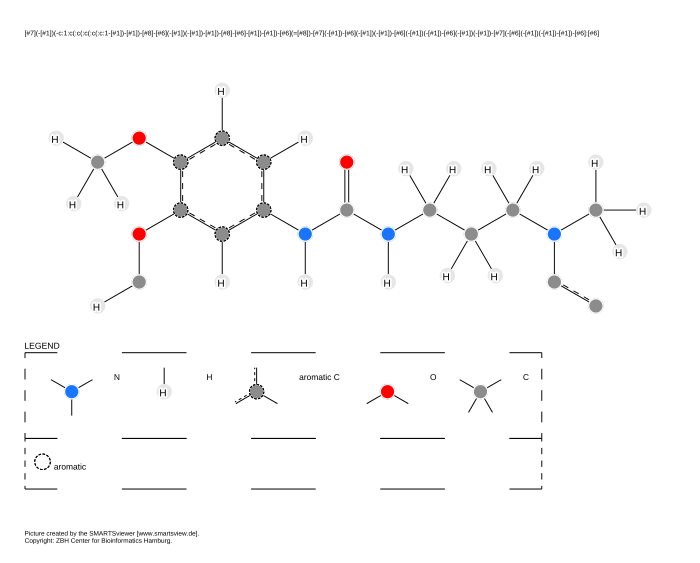 [#7](-[#1])(-c:1:c(:c(:c(:c(:c:1-[#1])-[#1])-[#8]-[#6](-[#1])(-[#1])-[#1])-[#8]-[#6]-[#1])-[#1])-[#6](=[#8])-[#7](-[#1])-[#6](-[#1])(-[#1])-[#6](-[#1])(-[#1])-[#6](-[#1])(-[#1])-[#7](-[#6](-[#1])(-[#1])-[#1])-[#6]:[#6]
H
H H
H H H H H
H H H
H
H H
H H H
H
LEGEND
N H aromatic C O C
H
aromatic
Picture created by the SMARTSviewer [www.smartsview.de].
Copyright: ZBH Center for Bioinformatics Hamburg.